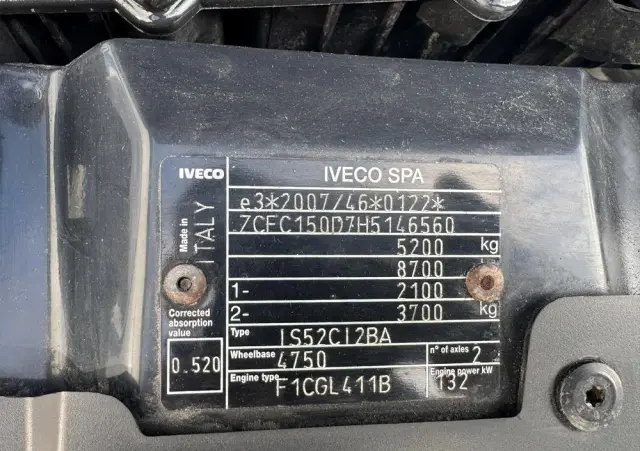 IVECO IVECO SPA
e3*2007/46*0122*
ZCFC150D7H5146560
5200 kg
8700
1- 2100
2- 3700 kg
Made in ITALY
Corrected absorption value
0.520
Type IS52CI2BA
Wheelbase 4750 n° of axles 2
Engine type F1CGL411B Engine power kW 132